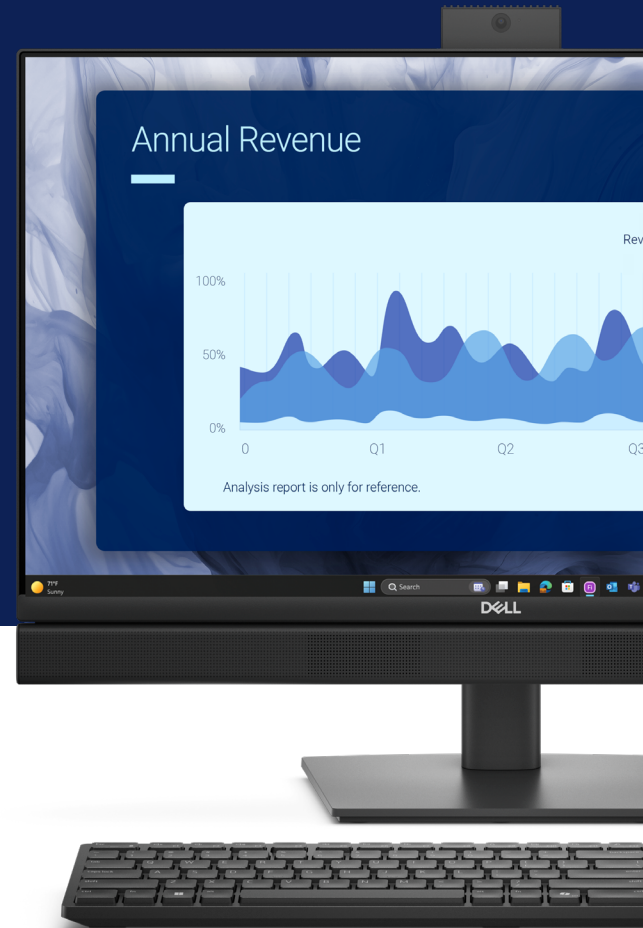 Annual Revenue
Rev
100%
50%
0%
0 Q1 Q2 Q3
Analysis report is only for reference.
71°F
Sunny
Search
DELL